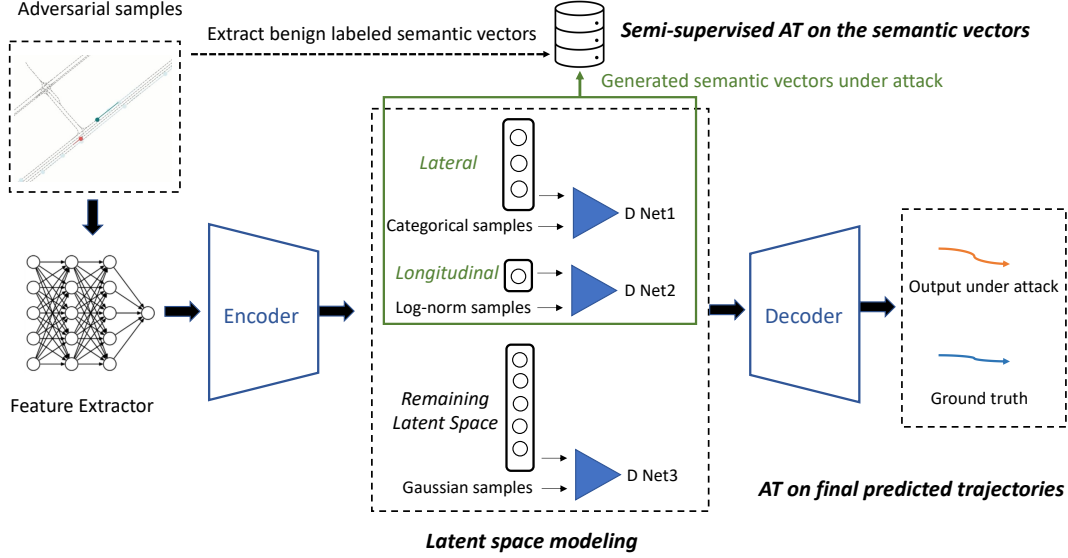 Adversarial samples
Extract benign labeled semantic vectors
Semi-supervised AT on the semantic vectors
Generated semantic vectors under attack
Lateral
Categorical samples
D Net1
Longitudinal
Log-norm samples
D Net2
Encoder
Decoder
Output under attack
Ground truth
Feature Extractor
Remaining
Latent Space
Gaussian samples
D Net3
AT on final predicted trajectories
Latent space modeling